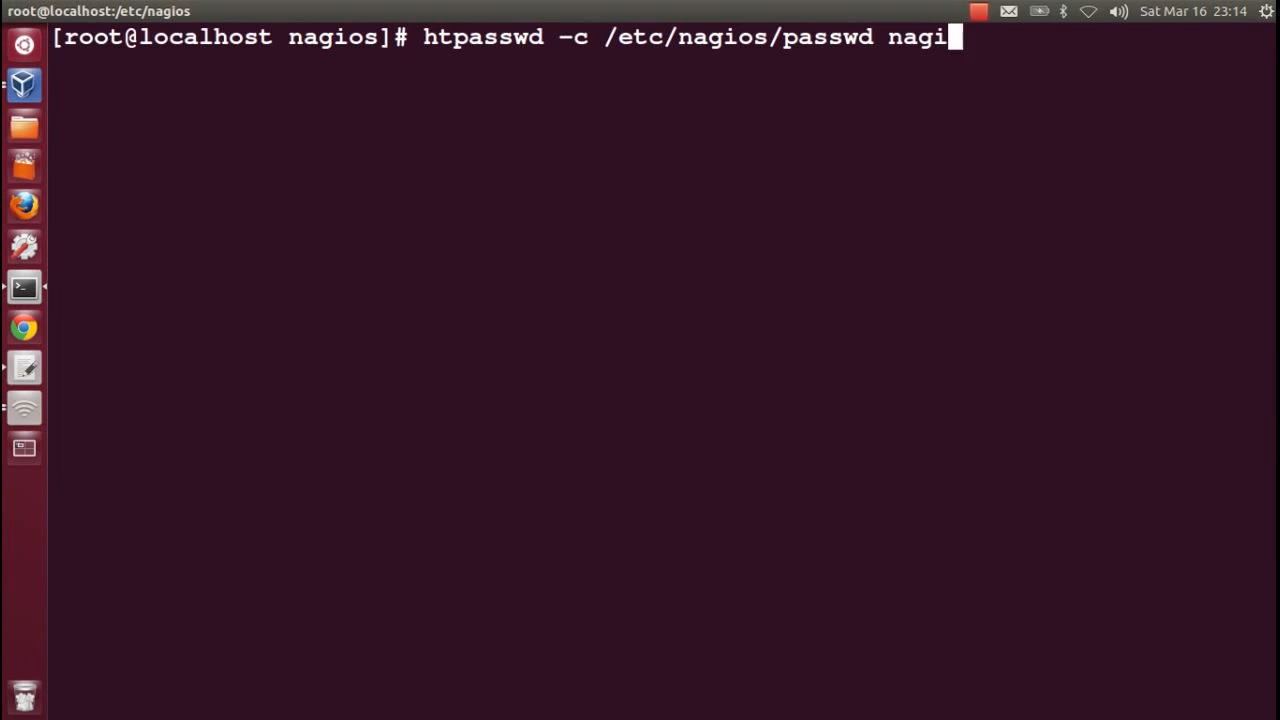 root@localhost:/etc/nagios
Sat Mar 16 23:14
[root@localhost nagios]# htpasswd -c /etc/nagios/passwd nagi